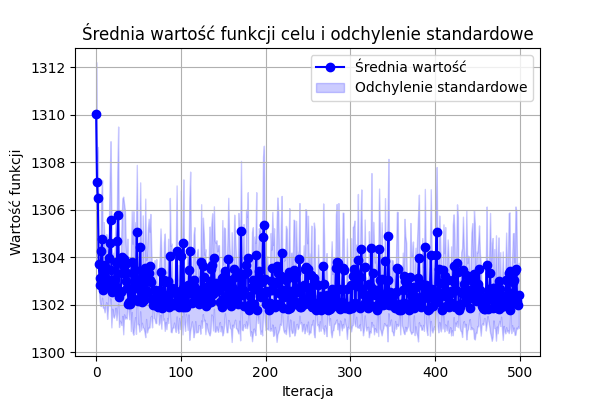 Średnia wartość funkcji celu i odchylenie standardowe
Średnia wartość
Odchylenie standardowe
Wartość funkcji
1312
1310
1308
1306
1304
1302
1300
0 100 200 300 400 500
Iteracja